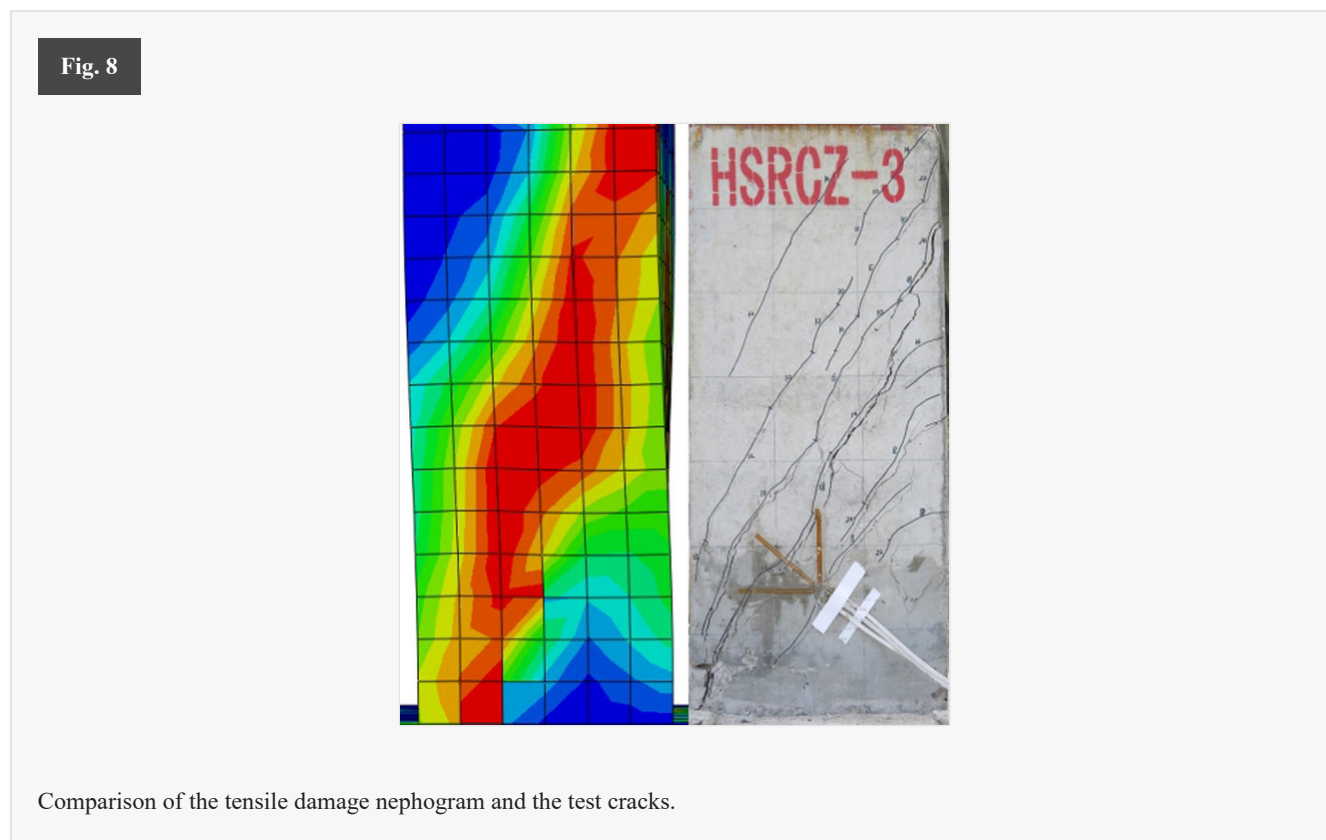 Fig. 8
HSRCZ-3
Comparison of the tensile damage nephogram and the test cracks.